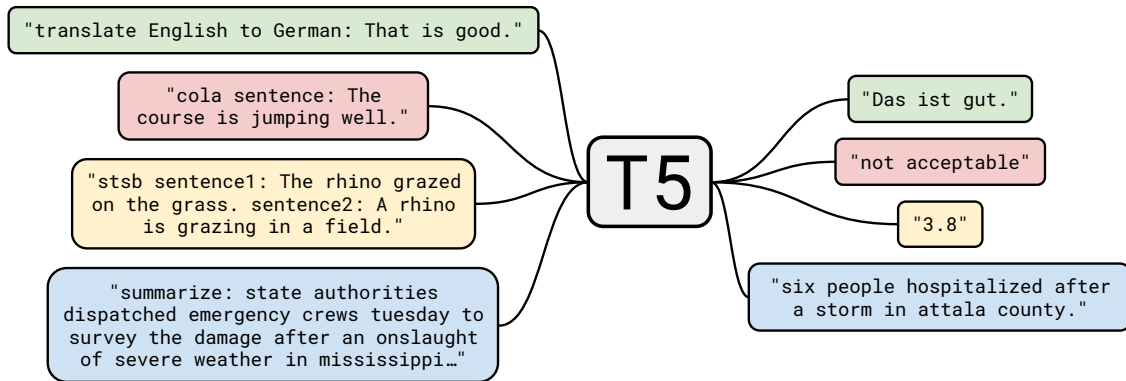 "translate English to German: That is good."
"cola sentence: The
course is jumping well."
"stsb sentence1: The rhino grazed
on the grass. sentence2: A rhino
is grazing in a field."
"summarize: state authorities
dispatched emergency crews tuesday to
survey the damage after an onslaught
of severe weather in mississippi…"
T5
"Das ist gut."
"not acceptable"
"3.8"
"six people hospitalized after
a storm in attala county."